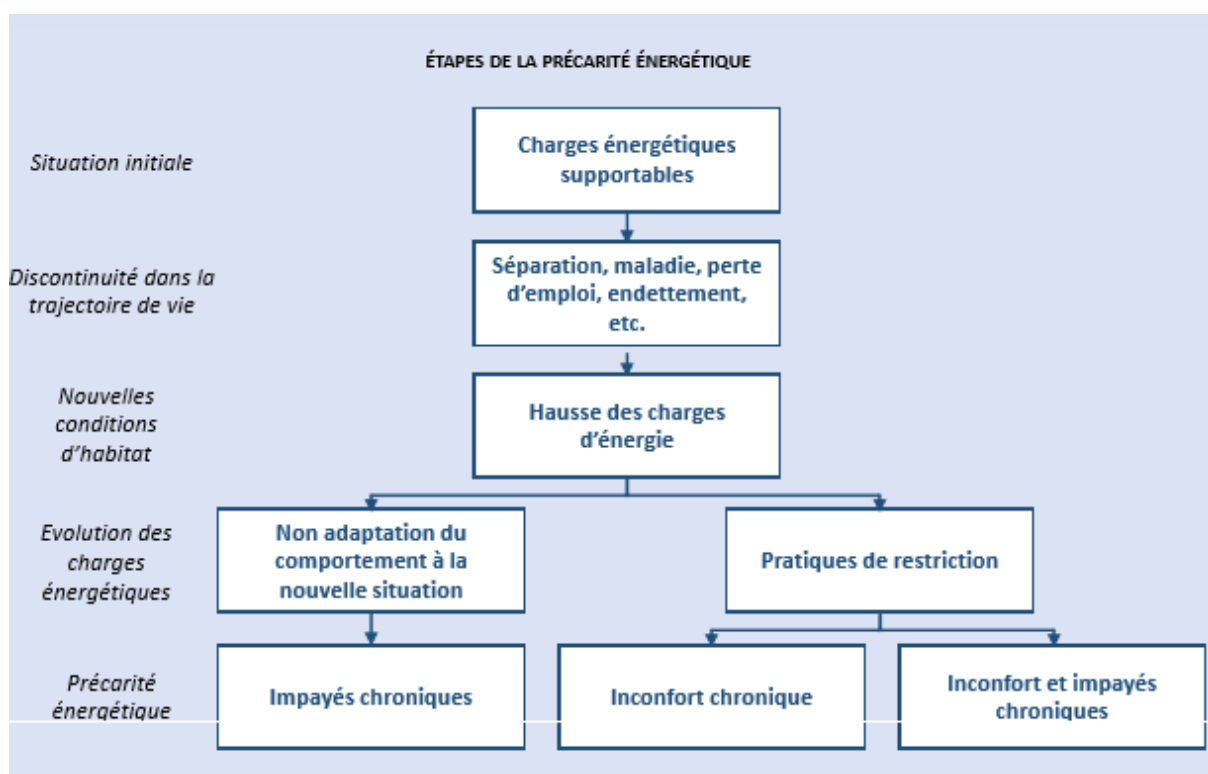 ÉTAPES DE LA PRÉCARITÉ ÉNERGÉTIQUE
Situation initiale
Charges énergétiques
supportables
Discontinuité dans la
trajectoire de vie
Séparation, maladie, perte
d'emploi, endettement,
etc.
Nouvelles
conditions
d'habitat
Hausse des charges
d'énergie
Evolution des
charges
énergétiques
Non adaptation du
comportement à la
nouvelle situation
Pratiques de restriction
Précarité
énergétique
Impayés chroniques
Inconfort chronique
Inconfort et impayés
chroniques